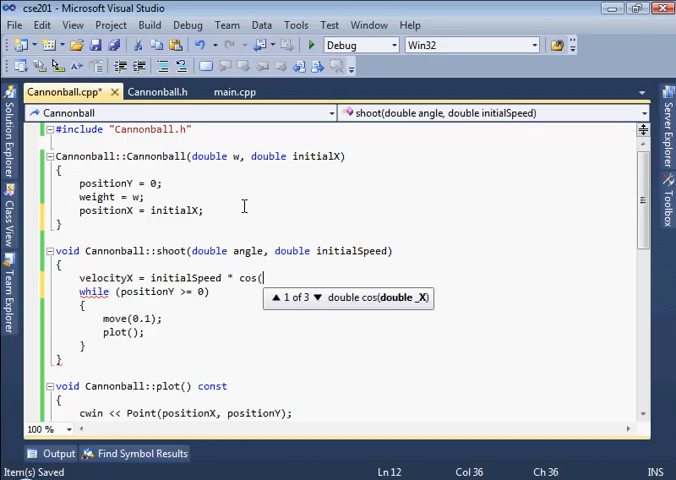 cse201 - Microsoft Visual Studio
File Edit View Project Build Debug Team Data Tools Test Window Help
Debug Win32
Cannonball.cpp* Cannonball.h main.cpp
Cannonball shoot(double angle, double initialSpeed)
#include "Cannonball.h"
Cannonball::Cannonball(double w, double initialX)
{
positionY = 0;
weight = w;
positionX = initialX;
}
void Cannonball::shoot(double angle, double initialSpeed)
{
velocityX = initialSpeed * cos(
while (positionY >= 0)
1 of 3 double cos(double _X)
{
move(0.1);
plot();
}
}
void Cannonball::plot() const
cwin << Point(positionX, positionY);
100 %
Output Find Symbol Results
Item(s) Saved Ln 12 Col 36 Ch 36 INS
Solution Explorer
Class View
Team Explorer
Server Explorer
Toolbox